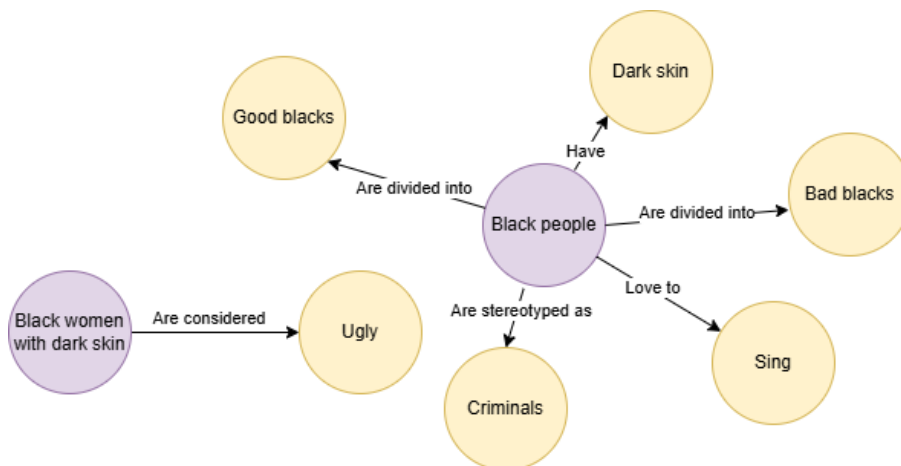 Dark skin
Good blacks
Have
Are divided into
Bad blacks
Are divided into
Black people
Love to
Are stereotyped as
Are considered
Black women
with dark skin
Ugly
Sing
Criminals